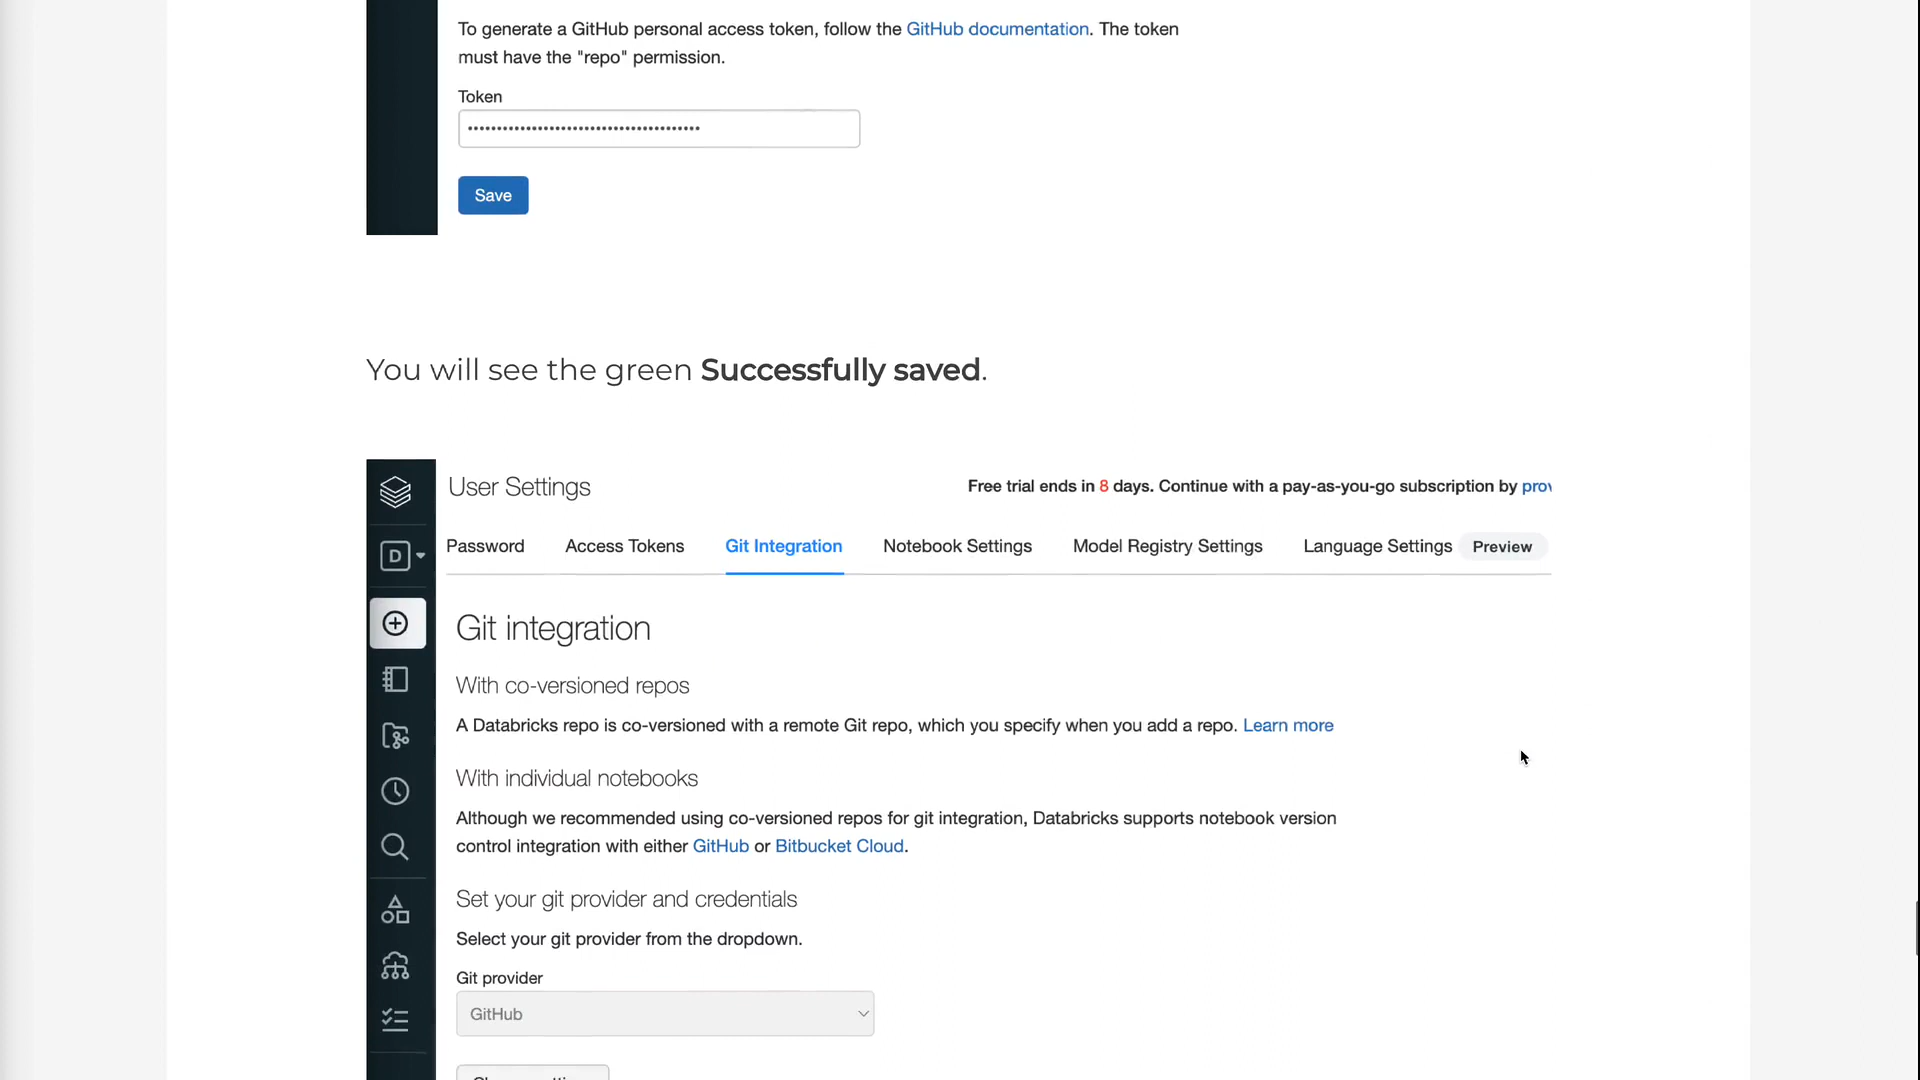 To generate a GitHub personal access token, follow the GitHub documentation. The token
must have the "repo" permission.
Token
Save
You will see the green Successfully saved.
User Settings
Free trial ends in 8 days. Continue with a pay-as-you-go subscription by
Password Access Tokens Git Integration Notebook Settings Model Registry Settings Language Settings Preview
D
Git integration
With co-versioned repos
A Databricks repo is co-versioned with a remote Git repo, which you specify when you add a repo. Learn more
With individual notebooks
Although we recommended using co-versioned repos for git integration, Databricks supports notebook version
control integration with either GitHub or Bitbucket Cloud.
Set your git provider and credentials
Select your git provider from the dropdown.
Git provider
GitHub